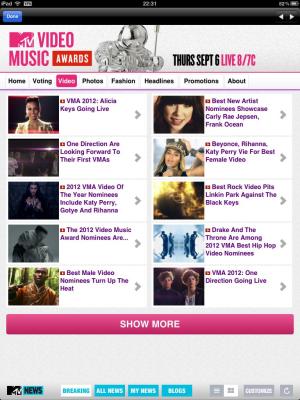 iPad
22:31
62%
Done
MTV VIDEO
MUSIC AWARDS
THURS SEPT 6 LIVE 8/7C
Home Voting Video Photos Fashion Headlines Promotions About
VMA 2012: Alicia
Keys Going Live
Best New Artist
Nominees Showcase
Carly Rae Jepsen,
Frank Ocean
One Direction Are
Looking Forward To
Their First VMAs
Beyonce, Rihanna,
Katy Perry Vie For Best
Female Video
2012 VMA Video Of
The Year Nominees
Include Katy Perry,
Gotye And Rihanna
Best Rock Video Pits
Linkin Park Against The
Black Keys
The 2012 Video Music
Award Nominees Are...
Drake And The
Throne Are Among
2012 VMA Best Hip Hop
Video Nominees
Best Male Video
Nominees Turn Up The
Heat
VMA 2012: One
Direction Going Live
SHOW MORE
MTV NEWS BREAKING ALL NEWS MY NEWS BLOGS CUSTOMIZE